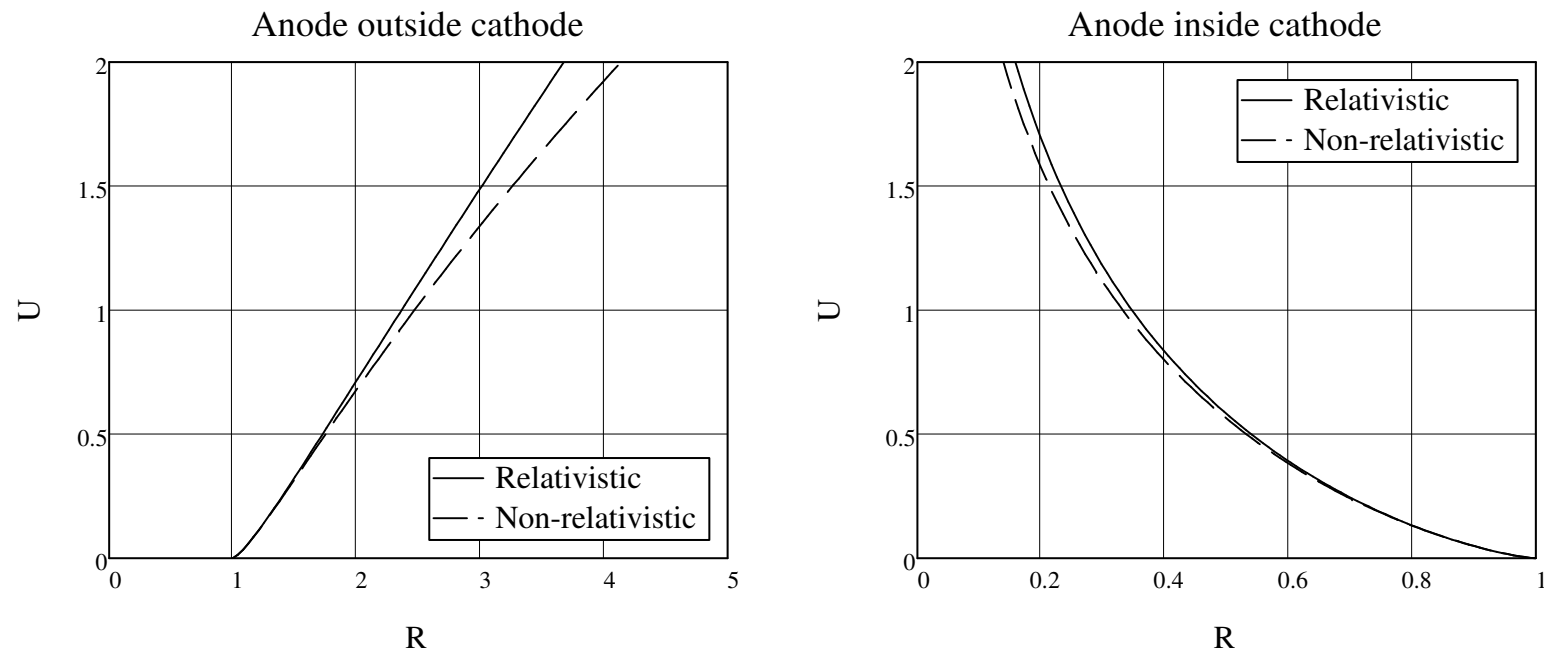 Anode outside cathode
2
1.5
1
0.5
0
0
1
2
3
4
5
U
R
Relativistic
Non-relativistic
Anode inside cathode
2
1.5
1
0.5
0
0
0.2
0.4
0.6
0.8
1
U
R
Relativistic
Non-relativistic